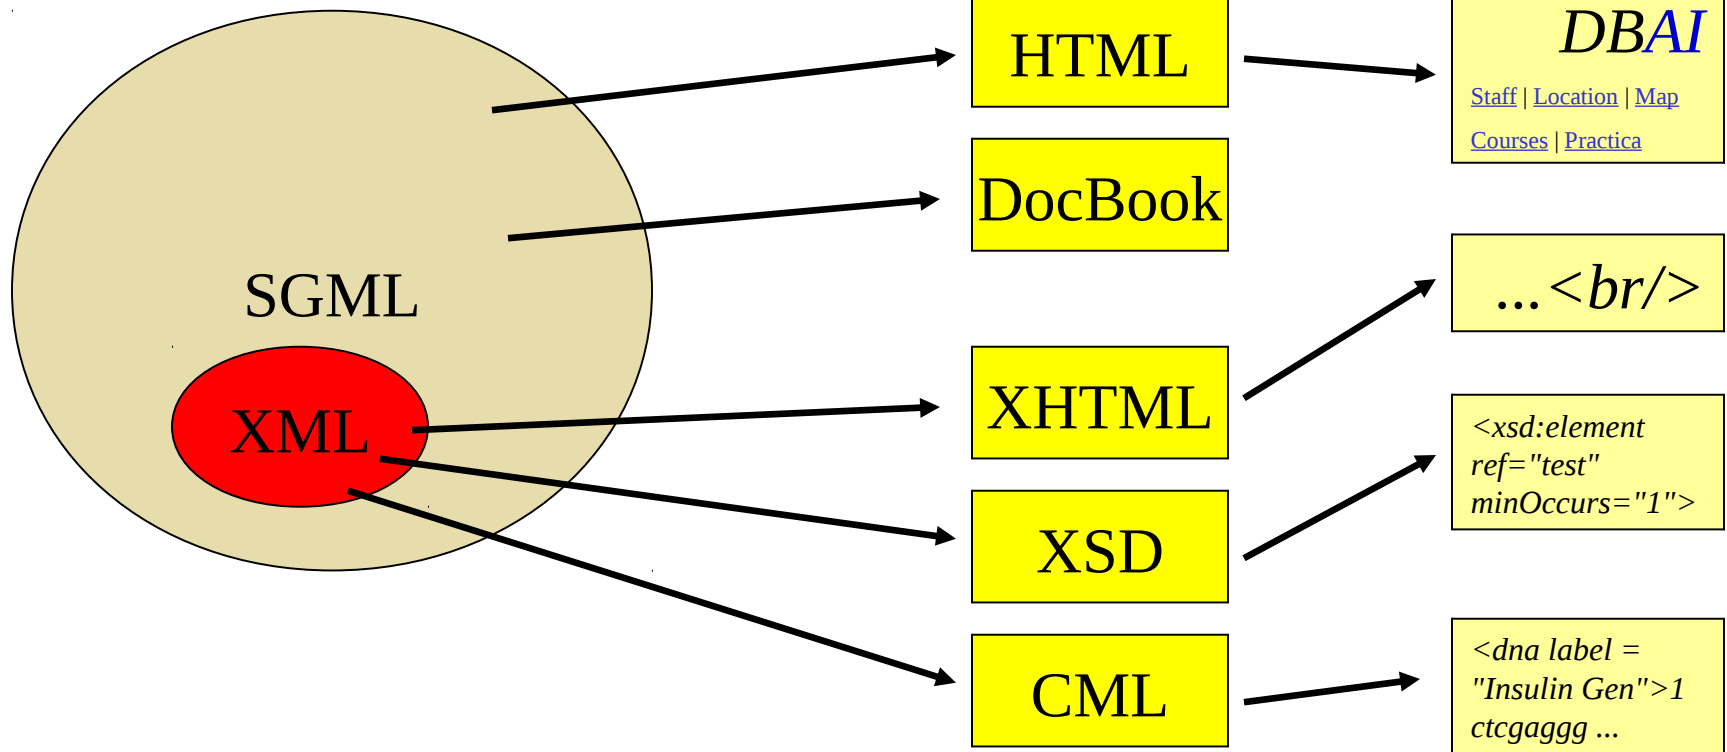 SGML
XML
HTML
DocBook
XHTML
XSD
CML
DBAI
Staff | Location | Map
Courses | Practica
...<br/>
<xsd:element
ref="test"
minOccurs="1">
<dna label =
"Insulin Gen">1
ctcgaggg ...